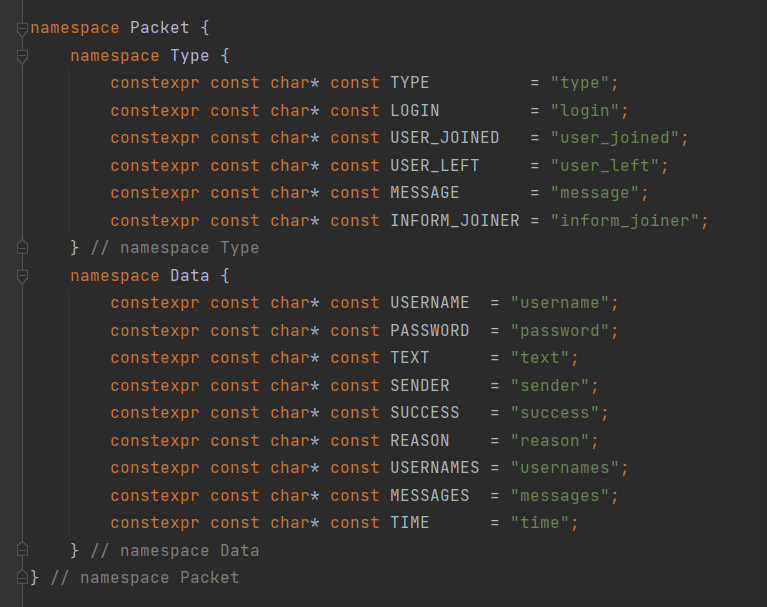 namespace Packet {
    namespace Type {
        constexpr const char* const TYPE          = "type";
        constexpr const char* const LOGIN         = "login";
        constexpr const char* const USER_JOINED   = "user_joined";
        constexpr const char* const USER_LEFT     = "user_left";
        constexpr const char* const MESSAGE       = "message";
        constexpr const char* const INFORM_JOINER = "inform_joiner";
    } // namespace Type
    namespace Data {
        constexpr const char* const USERNAME  = "username";
        constexpr const char* const PASSWORD  = "password";
        constexpr const char* const TEXT      = "text";
        constexpr const char* const SENDER    = "sender";
        constexpr const char* const SUCCESS   = "success";
        constexpr const char* const REASON    = "reason";
        constexpr const char* const USERNAMES = "usernames";
        constexpr const char* const MESSAGES  = "messages";
        constexpr const char* const TIME      = "time";
    } // namespace Data
} // namespace Packet